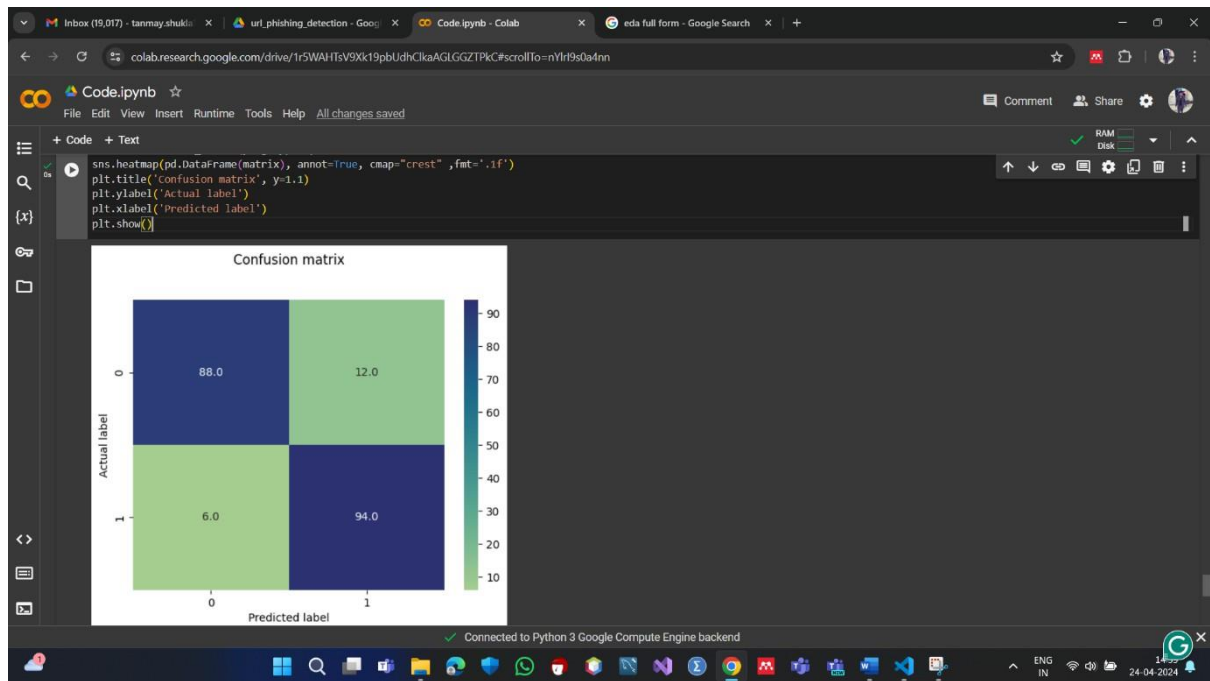 Inbox (19,017) - tanmay.shukla
url_phishing_detection - Goog
Code.ipynb - Colab
eda full form - Google Search
colab.research.google.com/drive/1r5WAHTsV9Xk19pbUdhClkaAGLGGZTPkC#scrollTo=nYlrI9s0a4nn
Code.ipynb
File Edit View Insert Runtime Tools Help All changes saved
Comment Share
+ Code + Text
RAM
Disk
0s
sns.heatmap(pd.DataFrame(matrix), annot=True, cmap="crest" ,fmt='.1f')
plt.title('Confusion matrix', y=1.1)
plt.ylabel('Actual label')
plt.xlabel('Predicted label')
plt.show()
{x}
Confusion matrix
90
80
70
60
50
40
30
20
10
0
88.0 12.0
Actual label
1
6.0 94.0
0 1
Predicted label
Connected to Python 3 Google Compute Engine backend
ENG
IN
24-04-2024